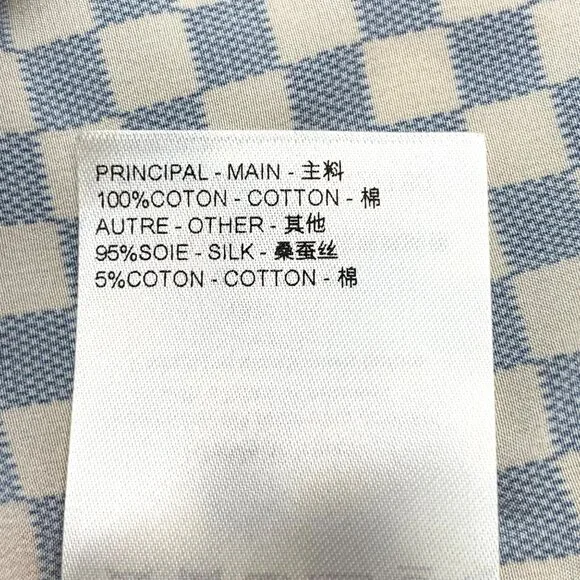 PRINCIPAL - MAIN - 主料
100%COTON - COTTON - 棉
AUTRE - OTHER - 其他
95%SOIE - SILK - 桑蚕丝
5%COTON - COTTON - 棉